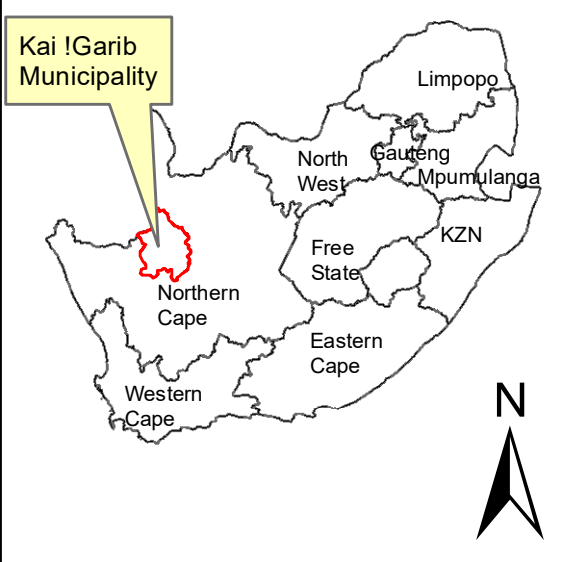 Kai !Garib
Municipality
Limpopo
North
West
Gauteng
Mpumulanga
KZN
Free
State
Northern
Cape
Eastern
Cape
Western
Cape
N